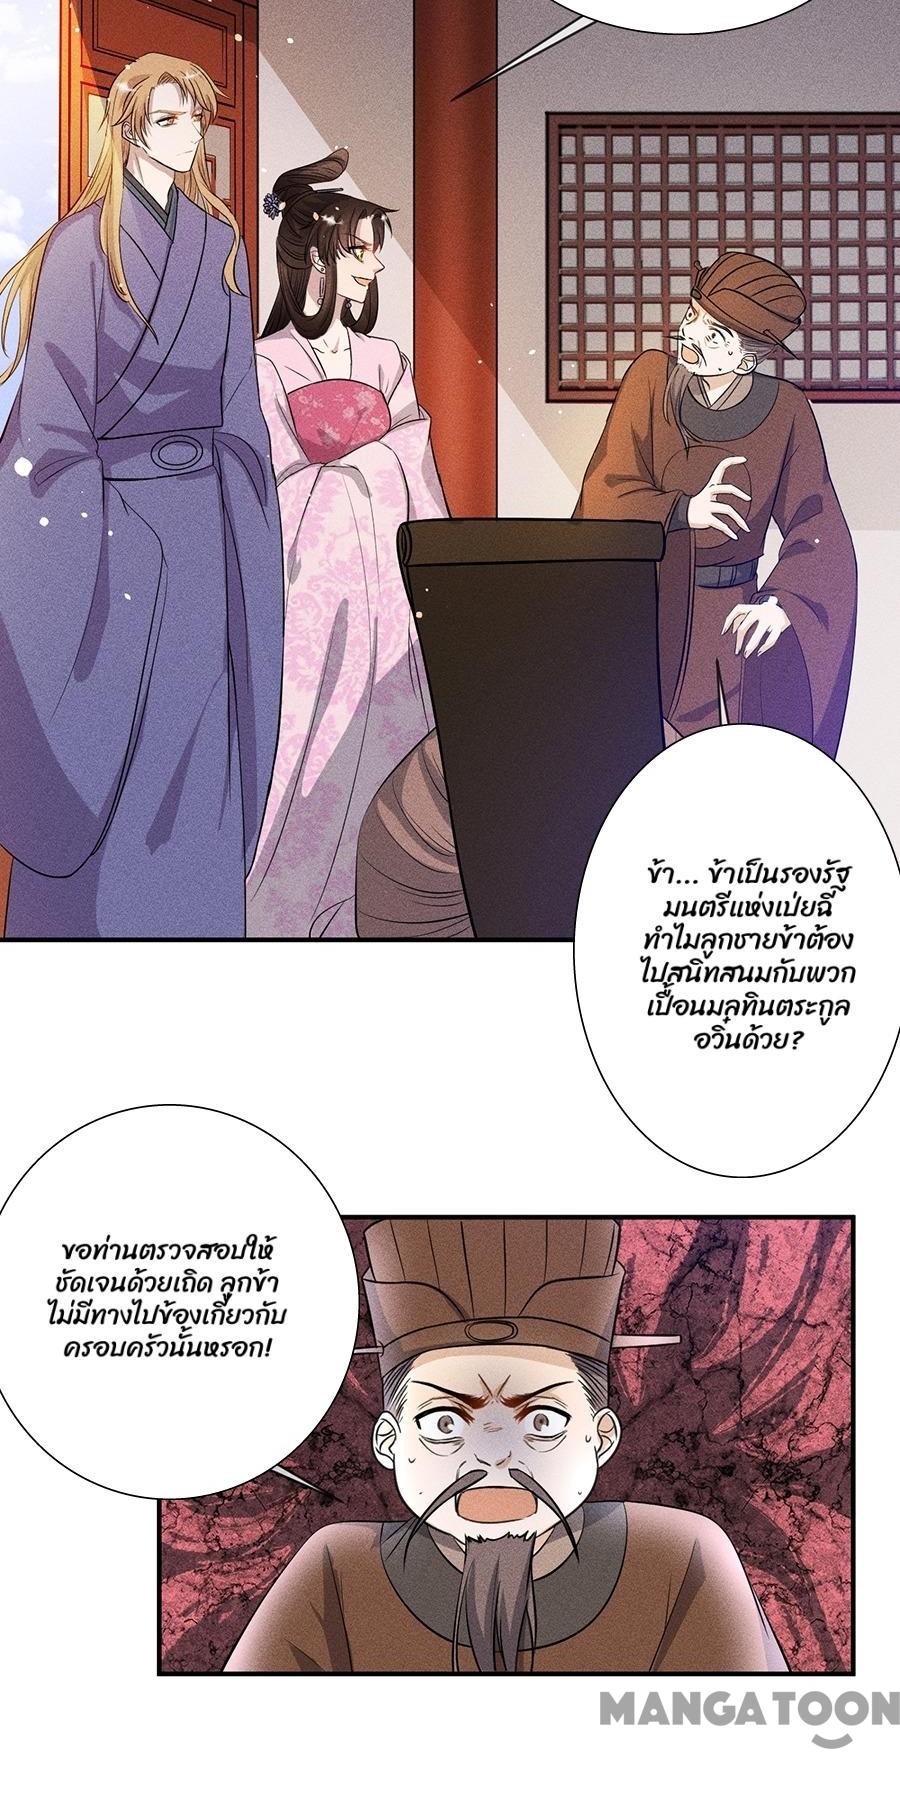 ข้า... ข้าเป็นรองรัฐ
มนตรีแห่งเป่ยฉี
ทำไมลูกชายข้าต้อง
ไปสนิทสนมกับพวก
เปื้อนมลทินตระกูล
อวิ๋นด้วย?
ขอท่านตรวจสอบให้
ชัดเจนด้วยเถิด ลูกข้า
ไม่มีทางไปข้องเกี่ยวกับ
ครอบครัวนั้นหรอก!
MANGATOON